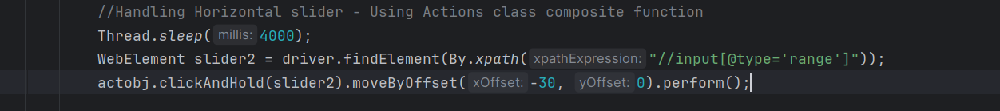 //Handling Horizontal slider - Using Actions class composite function
Thread.sleep( millis: 4000);
WebElement slider2 = driver.findElement(By.xpath( xpathExpression: "//input[@type='range']"));
actobj.clickAndHold(slider2).moveByOffset( xOffset: -30, yOffset: 0).perform();